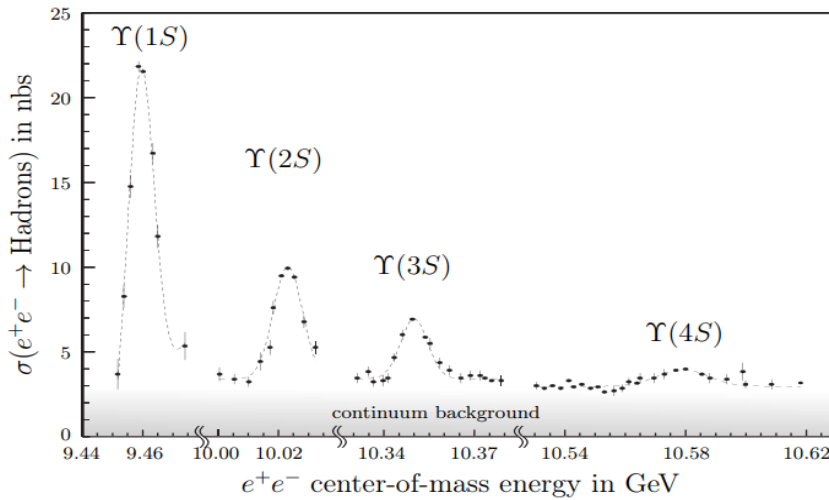 25
20
15
10
5
0
σ(e⁺e⁻ → Hadrons) in nbs
Υ(1S)
Υ(2S)
Υ(3S)
Υ(4S)
continuum background
9.44 9.46 10.00 10.02 10.34 10.37 10.54 10.58 10.62
e⁺e⁻ center-of-mass energy in GeV